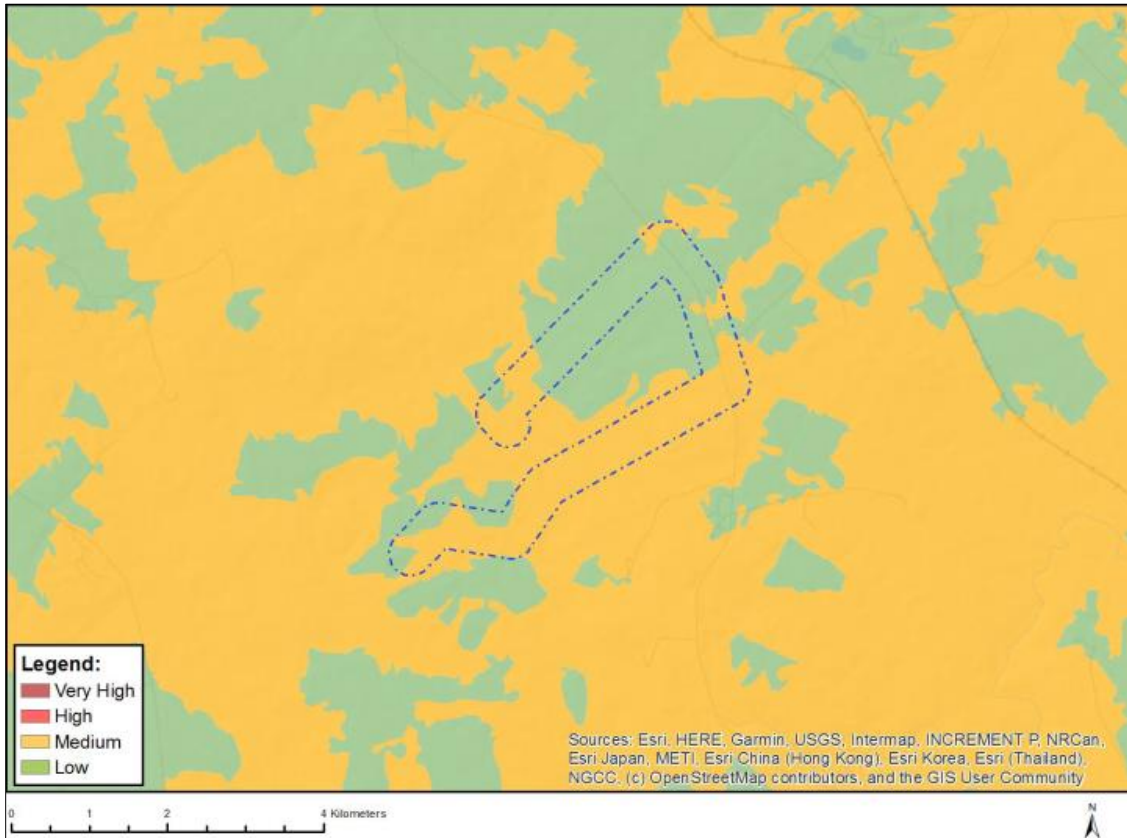 Legend:
Very High
High
Medium
Low
Sources: Esri, HERE, Garmin, USGS, Intermap, INCREMENT P, NRCan,
Esri Japan, METI, Esri China (Hong Kong), Esri Korea, Esri (Thailand),
NGCC, (c) OpenStreetMap contributors, and the GIS User Community
0 1 2 4 Kilometers
N